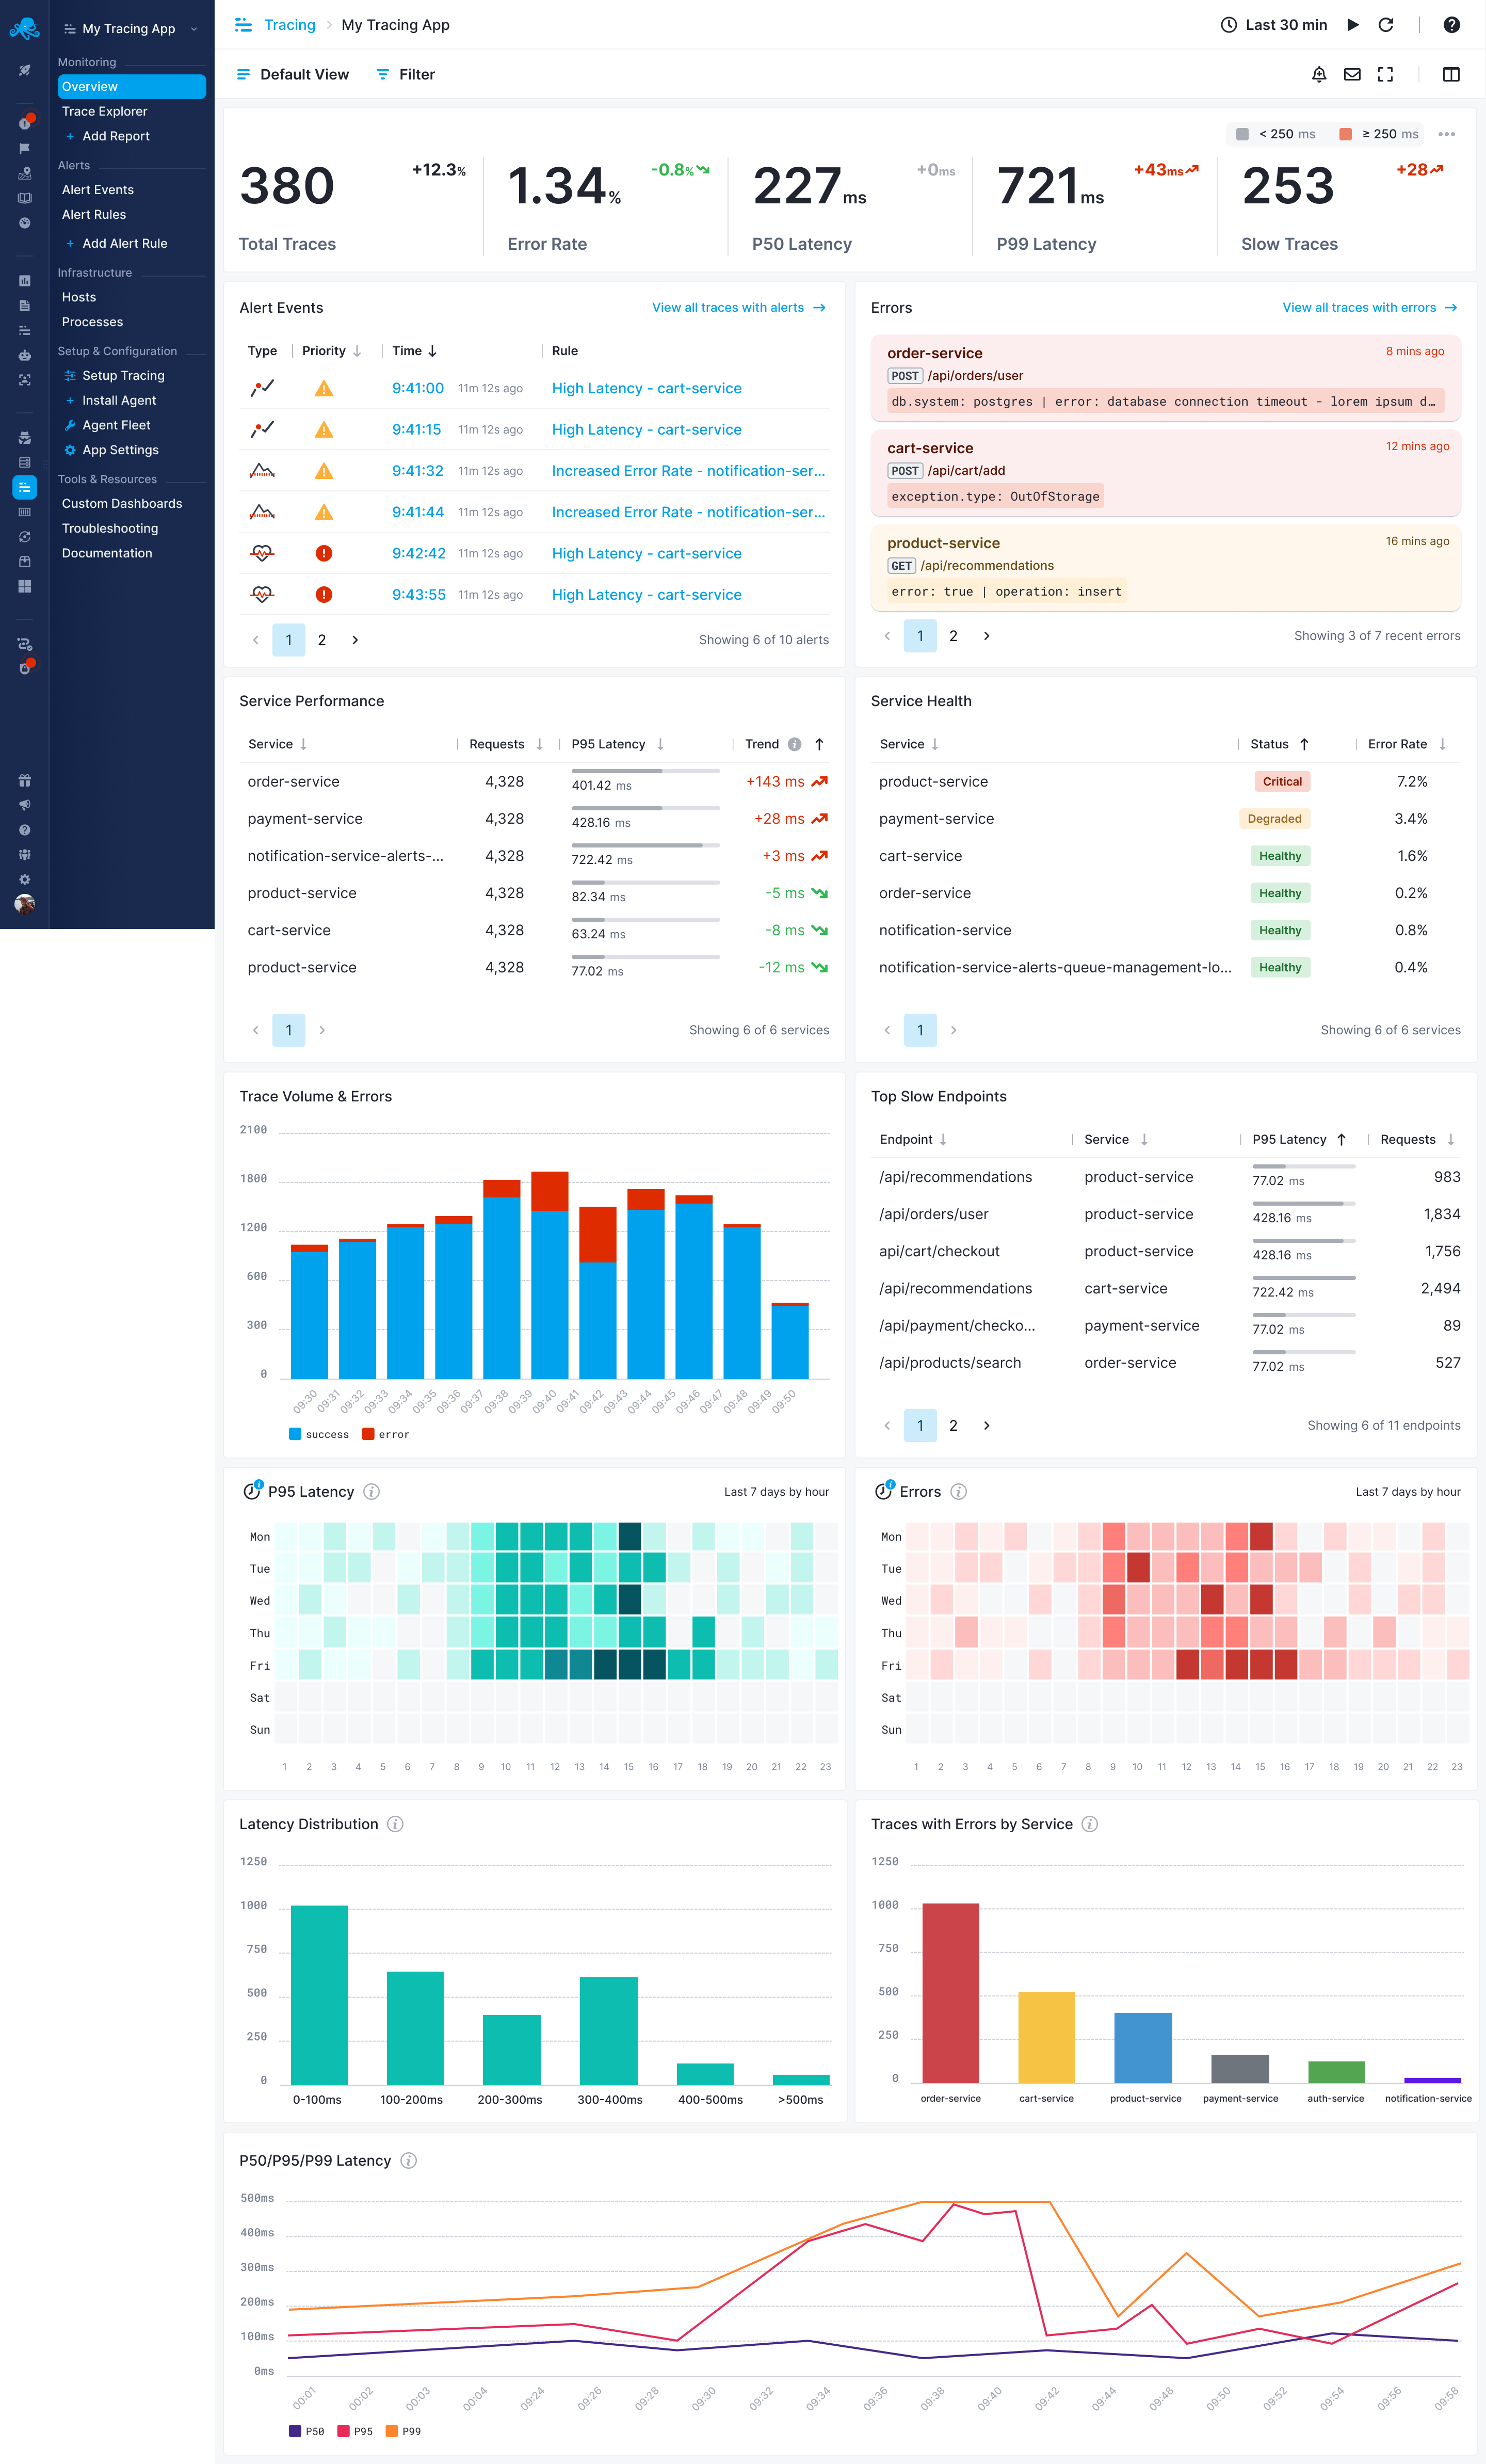 My Tracing App
Monitoring
Overview
Trace Explorer
+ Add Report
Alerts
Alert Events
Alert Rules
+ Add Alert Rule
Infrastructure
Hosts
Processes
Setup & Configuration
Setup Tracing
+ Install Agent
Agent Fleet
App Settings
Tools & Resources
Custom Dashboards
Troubleshooting
Documentation
Tracing > My Tracing App
Last 30 min
Default View
Filter
< 250 ms
≥ 250 ms
380 +12.3%
Total Traces
1.34% -0.8%
Error Rate
227ms +0ms
P50 Latency
721ms +43ms
P99 Latency
253 +28
Slow Traces
Alert Events
View all traces with alerts →
Type Priority ↓ Time ↓ Rule
9:41:00 11m 12s ago High Latency - cart-service
9:41:15 11m 12s ago High Latency - cart-service
9:41:32 11m 12s ago Increased Error Rate - notification-ser...
9:41:44 11m 12s ago Increased Error Rate - notification-ser...
9:42:42 11m 12s ago High Latency - cart-service
9:43:55 11m 12s ago High Latency - cart-service
1 2
Showing 6 of 10 alerts
Errors
View all traces with errors →
order-service 8 mins ago
POST /api/orders/user
db.system: postgres | error: database connection timeout - lorem ipsum d…
cart-service 12 mins ago
POST /api/cart/add
exception.type: OutOfStorage
product-service 16 mins ago
GET /api/recommendations
error: true | operation: insert
1 2
Showing 3 of 7 recent errors
Service Performance
Service ↓ Requests ↓ P95 Latency ↓ Trend ↑
order-service 4,328 401.42 ms +143 ms
payment-service 4,328 428.16 ms +28 ms
notification-service-alerts-... 4,328 722.42 ms +3 ms
product-service 4,328 82.34 ms -5 ms
cart-service 4,328 63.24 ms -8 ms
product-service 4,328 77.02 ms -12 ms
1
Showing 6 of 6 services
Service Health
Service ↓ Status ↑ Error Rate ↓
product-service Critical 7.2%
payment-service Degraded 3.4%
cart-service Healthy 1.6%
order-service Healthy 0.2%
notification-service Healthy 0.8%
notification-service-alerts-queue-management-lo... Healthy 0.4%
1
Showing 6 of 6 services
Trace Volume & Errors
2100
1800
1200
600
300
0
09:30 09:31 09:32 09:33 09:34 09:35 09:36 09:37 09:38 09:39 09:40 09:41 09:42 09:43 09:44 09:45 09:46 09:47 09:48 09:49 09:50
success error
Top Slow Endpoints
Endpoint ↓ Service ↓ P95 Latency ↑ Requests ↓
/api/recommendations product-service 77.02 ms 983
/api/orders/user product-service 428.16 ms 1,834
api/cart/checkout product-service 428.16 ms 1,756
/api/recommendations cart-service 722.42 ms 2,494
/api/payment/checko... payment-service 77.02 ms 89
/api/products/search order-service 77.02 ms 527
1 2
Showing 6 of 11 endpoints
P95 Latency
Last 7 days by hour
Mon
Tue
Wed
Thu
Fri
Sat
Sun
1 2 3 4 5 6 7 8 9 10 11 12 13 14 15 16 17 18 19 20 21 22 23
Errors
Last 7 days by hour
Mon
Tue
Wed
Thu
Fri
Sat
Sun
1 2 3 4 5 6 7 8 9 10 11 12 13 14 15 16 17 18 19 20 21 22 23
Latency Distribution
1250
1000
750
500
250
0
0-100ms 100-200ms 200-300ms 300-400ms 400-500ms >500ms
Traces with Errors by Service
1250
1000
750
500
250
0
order-service cart-service product-service payment-service auth-service notification-service
P50/P95/P99 Latency
500ms
400ms
300ms
200ms
100ms
0ms
00:01 00:02 00:03 00:04 09:24 09:26 09:28 09:30 09:32 09:34 09:36 09:38 09:40 09:42 09:44 09:48 09:50 09:52 09:54 09:56 09:58
P50 P95 P99